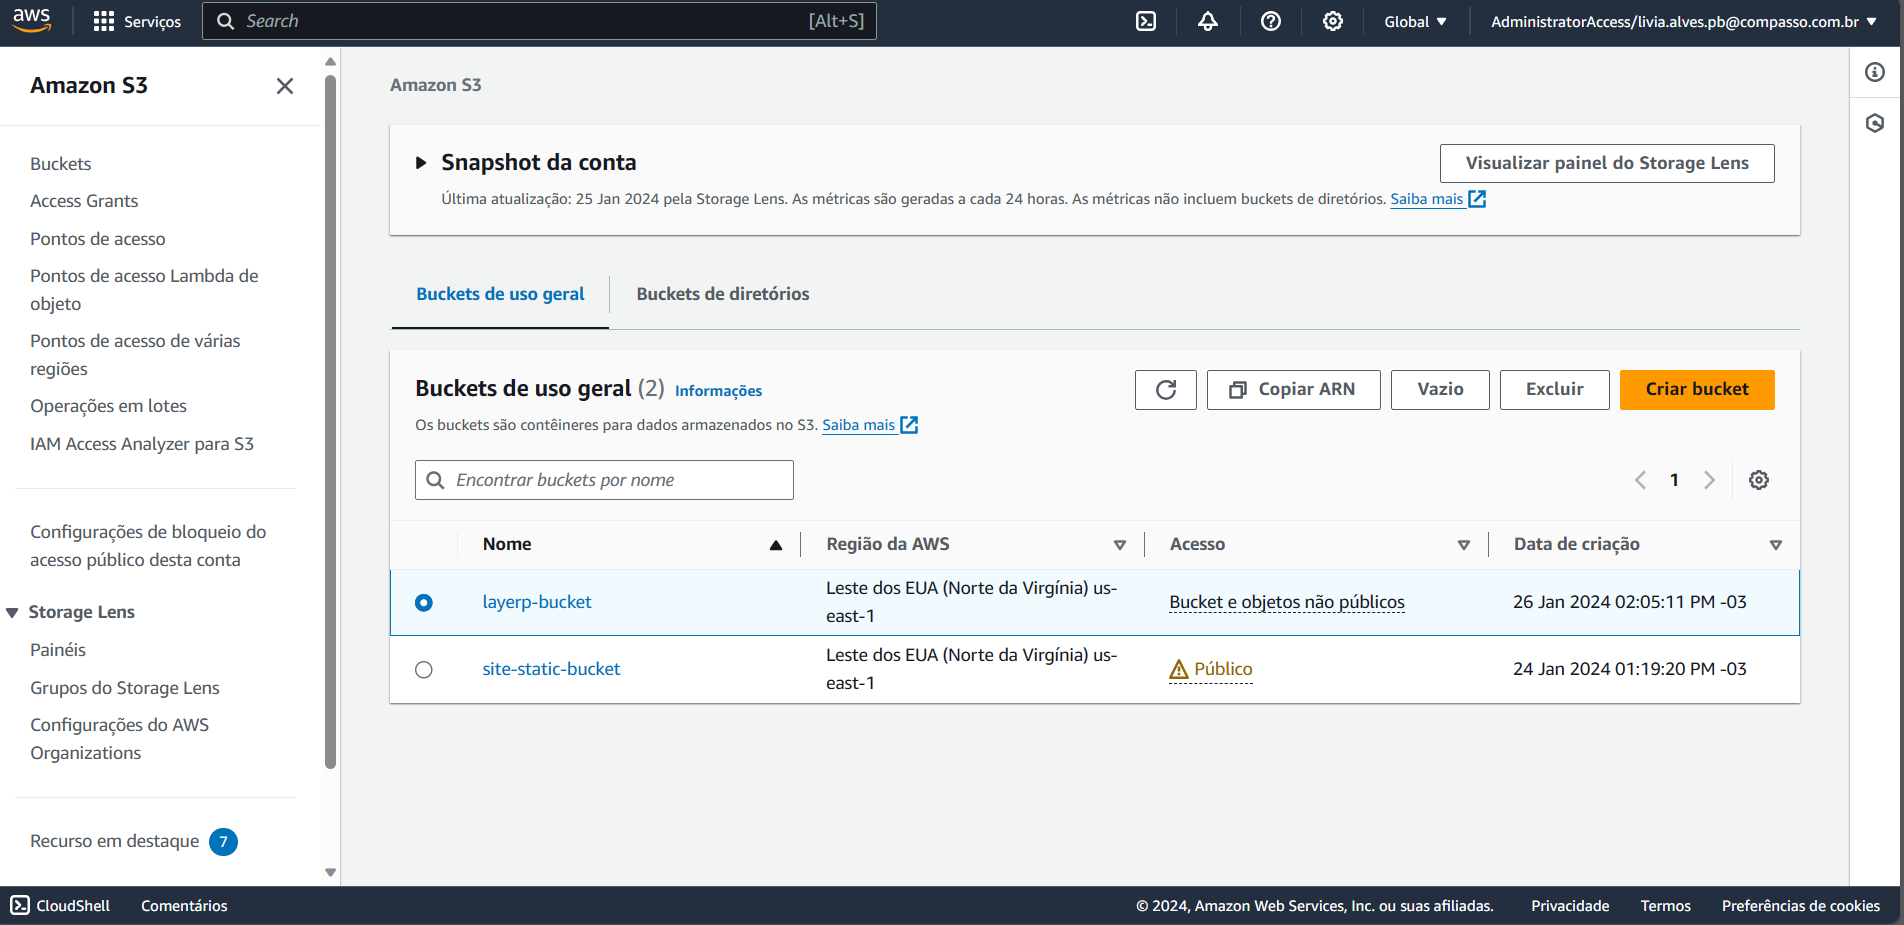 aws
Serviços
Search [Alt+S]
Global
AdministratorAccess/livia.alves.pb@compasso.com.br
Amazon S3
Buckets
Access Grants
Pontos de acesso
Pontos de acesso Lambda de
objeto
Pontos de acesso de várias
regiões
Operações em lotes
IAM Access Analyzer para S3
Configurações de bloqueio do
acesso público desta conta
Storage Lens
Painéis
Grupos do Storage Lens
Configurações do AWS
Organizations
Recurso em destaque 7
Amazon S3
Snapshot da conta
Visualizar painel do Storage Lens
Última atualização: 25 Jan 2024 pela Storage Lens. As métricas são geradas a cada 24 horas. As métricas não incluem buckets de diretórios. Saiba mais
Buckets de uso geral
Buckets de diretórios
Buckets de uso geral (2) Informações
Copiar ARN
Vazio
Excluir
Criar bucket
Os buckets são contêineres para dados armazenados no S3. Saiba mais
Encontrar buckets por nome
1
Nome
Região da AWS
Acesso
Data de criação
layerp-bucket
Leste dos EUA (Norte da Virgínia) us-
east-1
Bucket e objetos não públicos
26 Jan 2024 02:05:11 PM -03
site-static-bucket
Leste dos EUA (Norte da Virgínia) us-
east-1
Público
24 Jan 2024 01:19:20 PM -03
CloudShell
Comentários
© 2024, Amazon Web Services, Inc. ou suas afiliadas.
Privacidade
Termos
Preferências de cookies